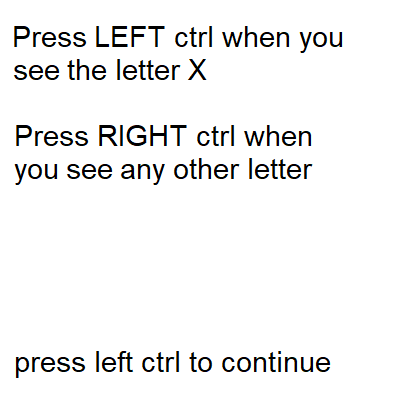 Press LEFT ctrl when you
see the letter X
Press RIGHT ctrl when
you see any other letter
press left ctrl to continue